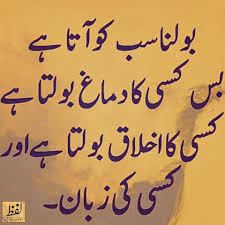 بولنا سب کو آتا ہے
بس کسی کا دماغ بولتا ہے
کسی کا اخلاق بولتا ہے اور
کسی کی زبان۔
لفظ